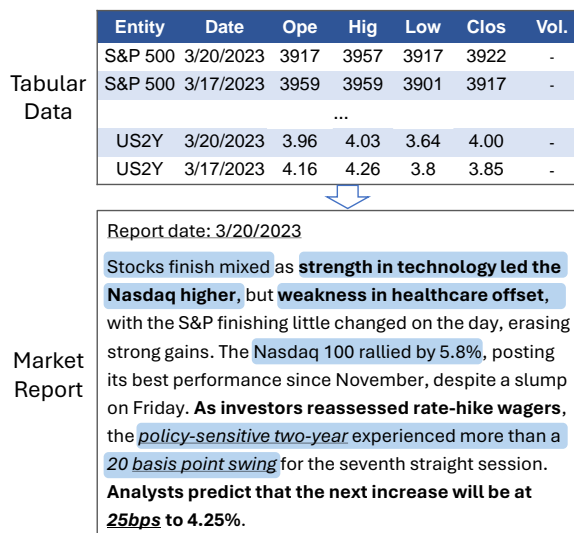 Entity Date Ope Hig Low Clos Vol.
S&P 500 3/20/2023 3917 3957 3917 3922 -
Tabular Data
S&P 500 3/17/2023 3959 3959 3901 3917 -
...
US2Y 3/20/2023 3.96 4.03 3.64 4.00 -
US2Y 3/17/2023 4.16 4.26 3.8 3.85 -
Report date: 3/20/2023
Stocks finish mixed as strength in technology led the
Nasdaq higher, but weakness in healthcare offset,
with the S&P finishing little changed on the day, erasing
strong gains. The Nasdaq 100 rallied by 5.8%, posting
Market Report
its best performance since November, despite a slump
on Friday. As investors reassessed rate-hike wagers,
the policy-sensitive two-year experienced more than a
20 basis point swing for the seventh straight session.
Analysts predict that the next increase will be at
25bps to 4.25%.